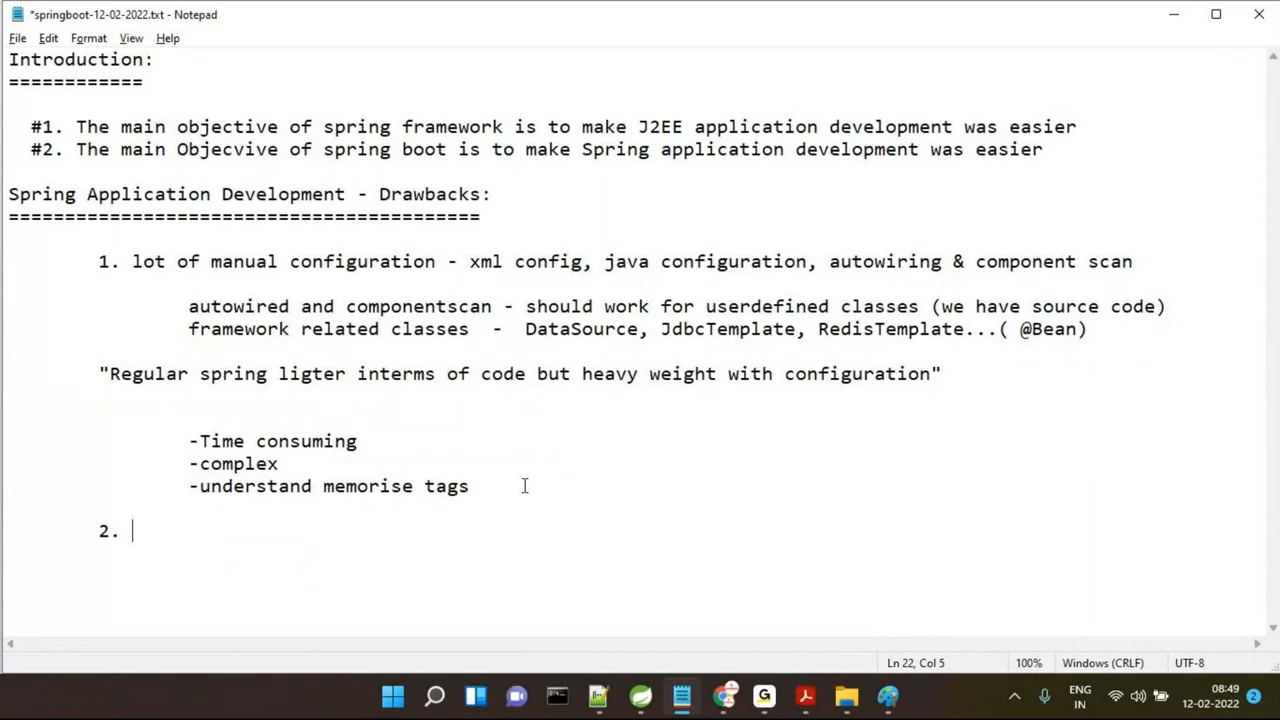 *springboot-12-02-2022.txt - Notepad
File Edit Format View Help
Introduction:
============
#1. The main objective of spring framework is to make J2EE application development was easier
#2. The main Objecvive of spring boot is to make Spring application development was easier
Spring Application Development - Drawbacks:
==========================================
1. lot of manual configuration - xml config, java configuration, autowiring & component scan
autowired and componentscan - should work for userdefined classes (we have source code)
framework related classes - DataSource, JdbcTemplate, RedisTemplate...( @Bean)
"Regular spring ligter interms of code but heavy weight with configuration"
-Time consuming
-complex
-understand memorise tags
2.
Ln 22, Col 5 100% Windows (CRLF) UTF-8
ENG 08:49
IN 12-02-2022 2